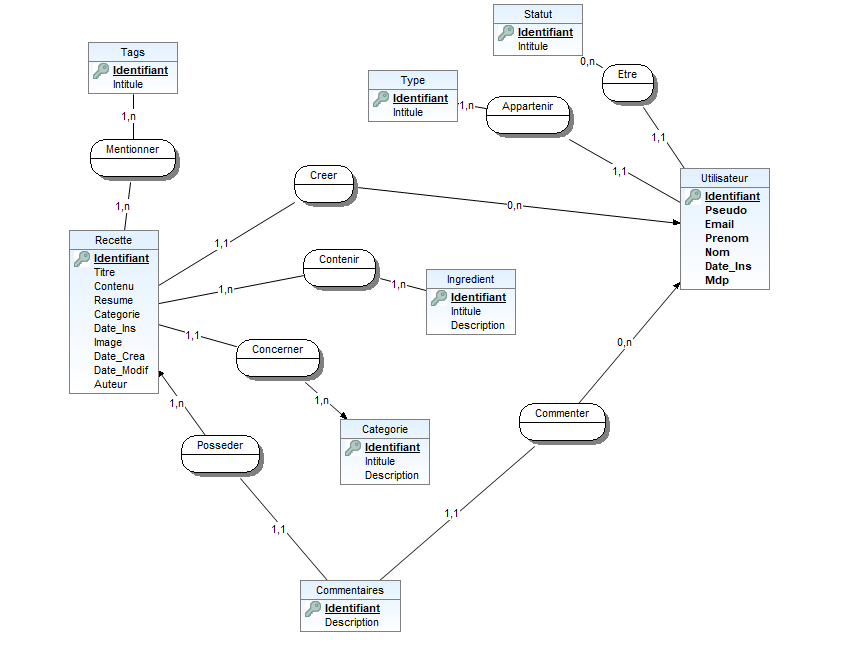 Statut
Identifiant
Intitule
0,n
Etre
1,1
Tags
Identifiant
Intitule
1,n
Mentionner
1,n
Type
Identifiant
Intitule
1,n
Appartenir
1,1
Utilisateur
Identifiant
Pseudo
Email
Prenom
Nom
Date_Ins
Mdp
Creer
0,n
1,1
Recette
Identifiant
Titre
Contenu
Resume
Categorie
Date_Ins
Image
Date_Crea
Date_Modif
Auteur
Contenir
1,n
1,n
Ingredient
Identifiant
Intitule
Description
1,1
Concerner
1,n
Categorie
Identifiant
Intitule
Description
0,n
Commenter
1,1
1,n
Posseder
1,1
Commentaires
Identifiant
Description